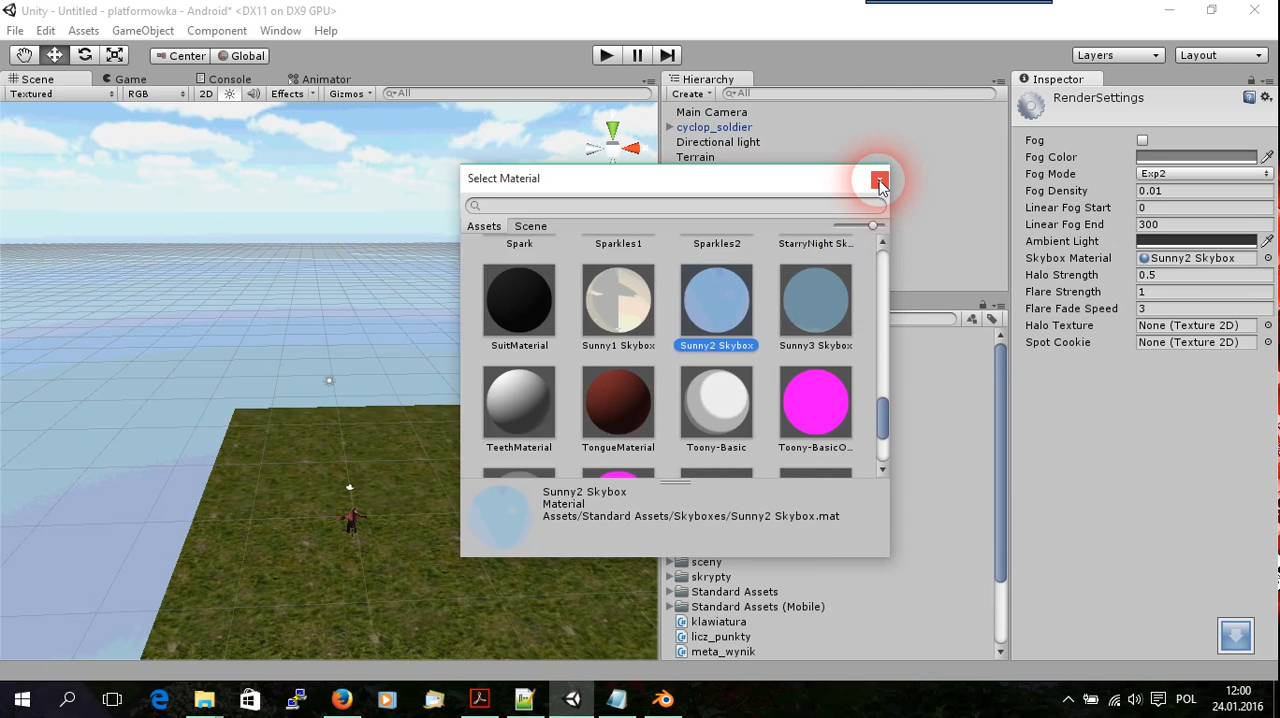 Unity - Untitled - platformowka - Android* <DX11 on DX9 GPU>
File Edit Assets GameObject Component Window Help
Center Global Layers Layout
Scene Game Console Animator
Textured RGB 2D Effects Gizmos All
Hierarchy
Create All
Main Camera
cyclop_soldier
Directional light
Terrain
Select Material
Assets Scene
Spark Sparkles1 Sparkles2 StarryNight Sk...
SuitMaterial Sunny1 Skybox Sunny2 Skybox Sunny3 Skybox
TeethMaterial TongueMaterial Toony-Basic Toony-BasicO...
Sunny2 Skybox
Material
Assets/Standard Assets/Skyboxes/Sunny2 Skybox.mat
sceny
skrypty
Standard Assets
Standard Assets (Mobile)
klawiatura
licz_punkty
meta_wynik
Inspector
RenderSettings
Fog
Fog Color
Fog Mode Exp2
Fog Density 0.01
Linear Fog Start 0
Linear Fog End 300
Ambient Light
Skybox Material Sunny2 Skybox
Halo Strength 0.5
Flare Strength 1
Flare Fade Speed 3
Halo Texture None (Texture 2D)
Spot Cookie None (Texture 2D)
POL
12:00
24.01.2016